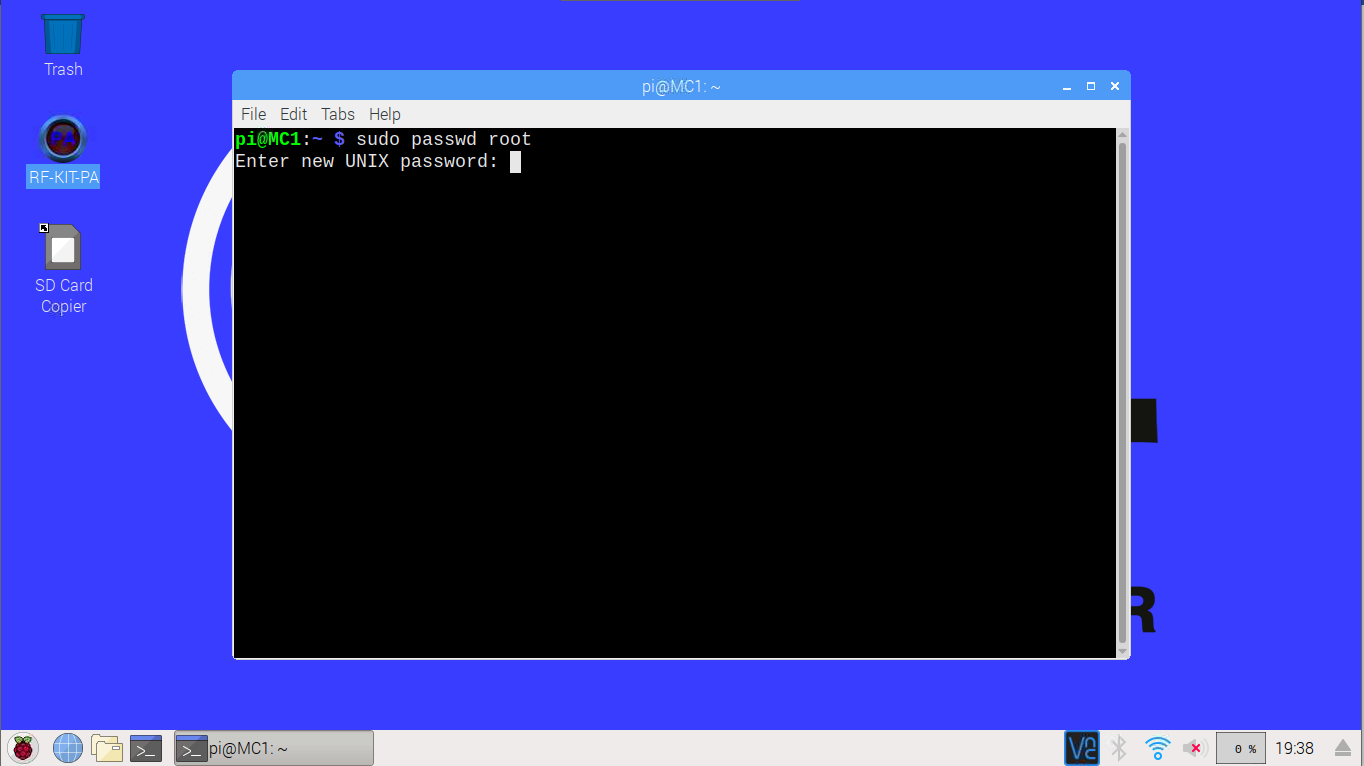 Trash
RF-KIT-PA
SD Card
Copier
pi@MC1: ~
File Edit Tabs Help
pi@MC1:~ $ sudo passwd root
Enter new UNIX password:
R
pi@MC1: ~
VNC
0 %
19:38